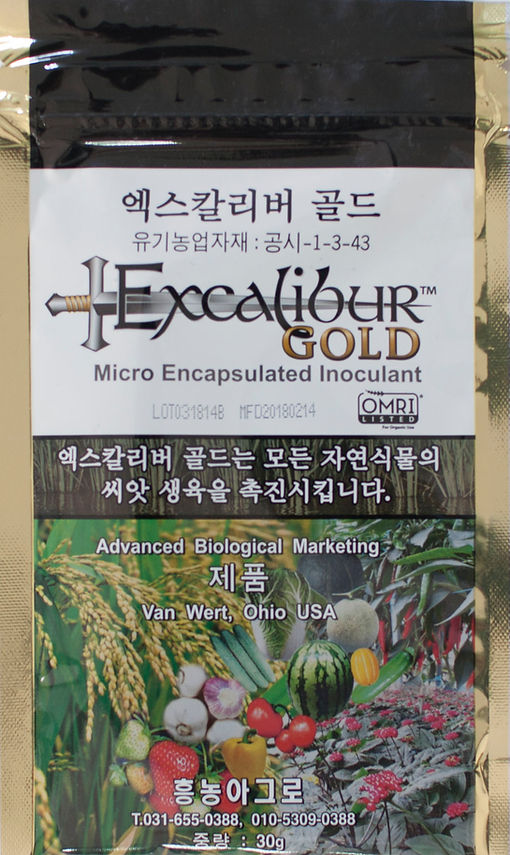 엑스칼리버 골드
유기농업자재 : 공시-1-3-43
EXCALIBUR™
GOLD
Micro Encapsulated Inoculant
LOT031814B MFD20180214
OMRI
LISTED
For Organic Use
엑스칼리버 골드는 모든 자연식물의
씨앗 생육을 촉진시킵니다.
Advanced Biological Marketing
제품
Van Wert, Ohio USA
흥농아그로
T.031-655-0388, 010-5309-0388
중량 : 30g